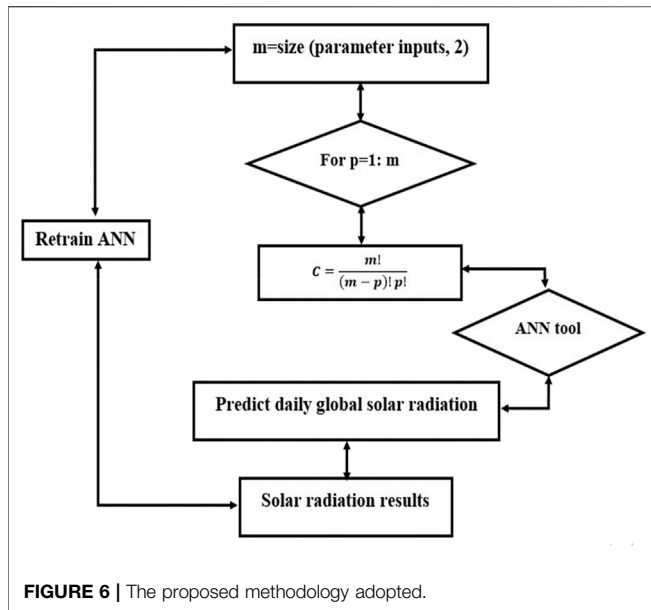 m=size (parameter inputs, 2)
For p=1: m
Retrain ANN
C = m! / (m − p)! p!
ANN tool
Predict daily global solar radiation
Solar radiation results
FIGURE 6 | The proposed methodology adopted.